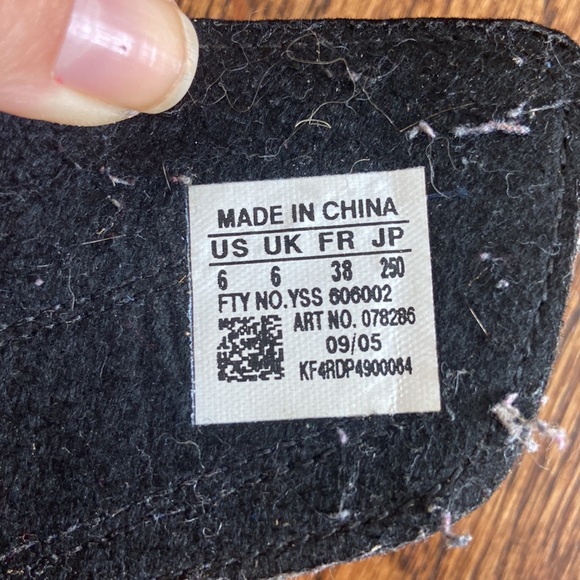 MADE IN CHINA
US UK FR JP
6 6 38 250
FTY NO.YSS 606002
ART NO. 078286
09/05
KF4RDP4900064